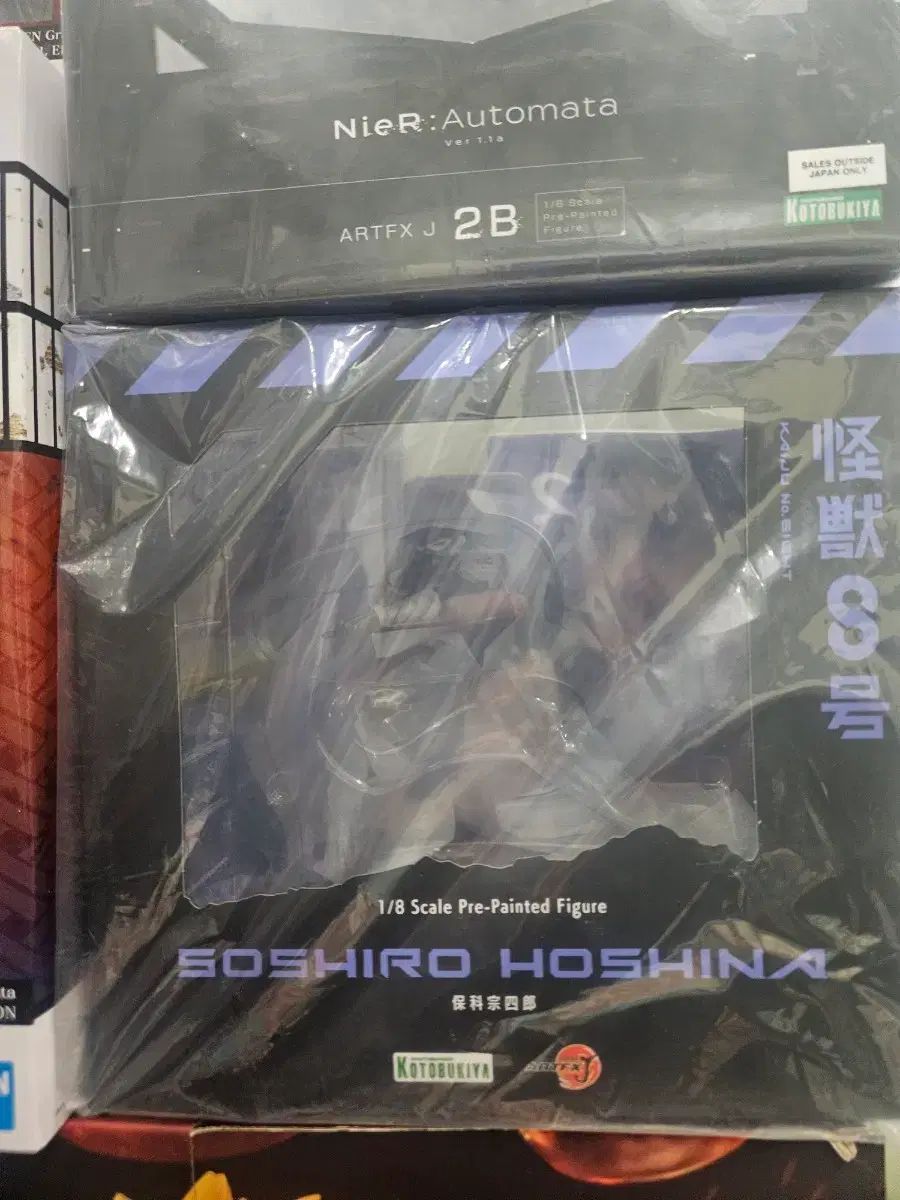 NieR:Automata
Ver 1.1a
ARTFX J 2B
1/8 Scale
Pre-Painted
Figure
SALES OUTSIDE
JAPAN ONLY
KOTOBUKIYA
怪獣8号
KAIJU No. EIGHT
1/8 Scale Pre-Painted Figure
SOSHIRO HOSHINA
保科宗四郎
KOTOBUKIYA
ARTFX J